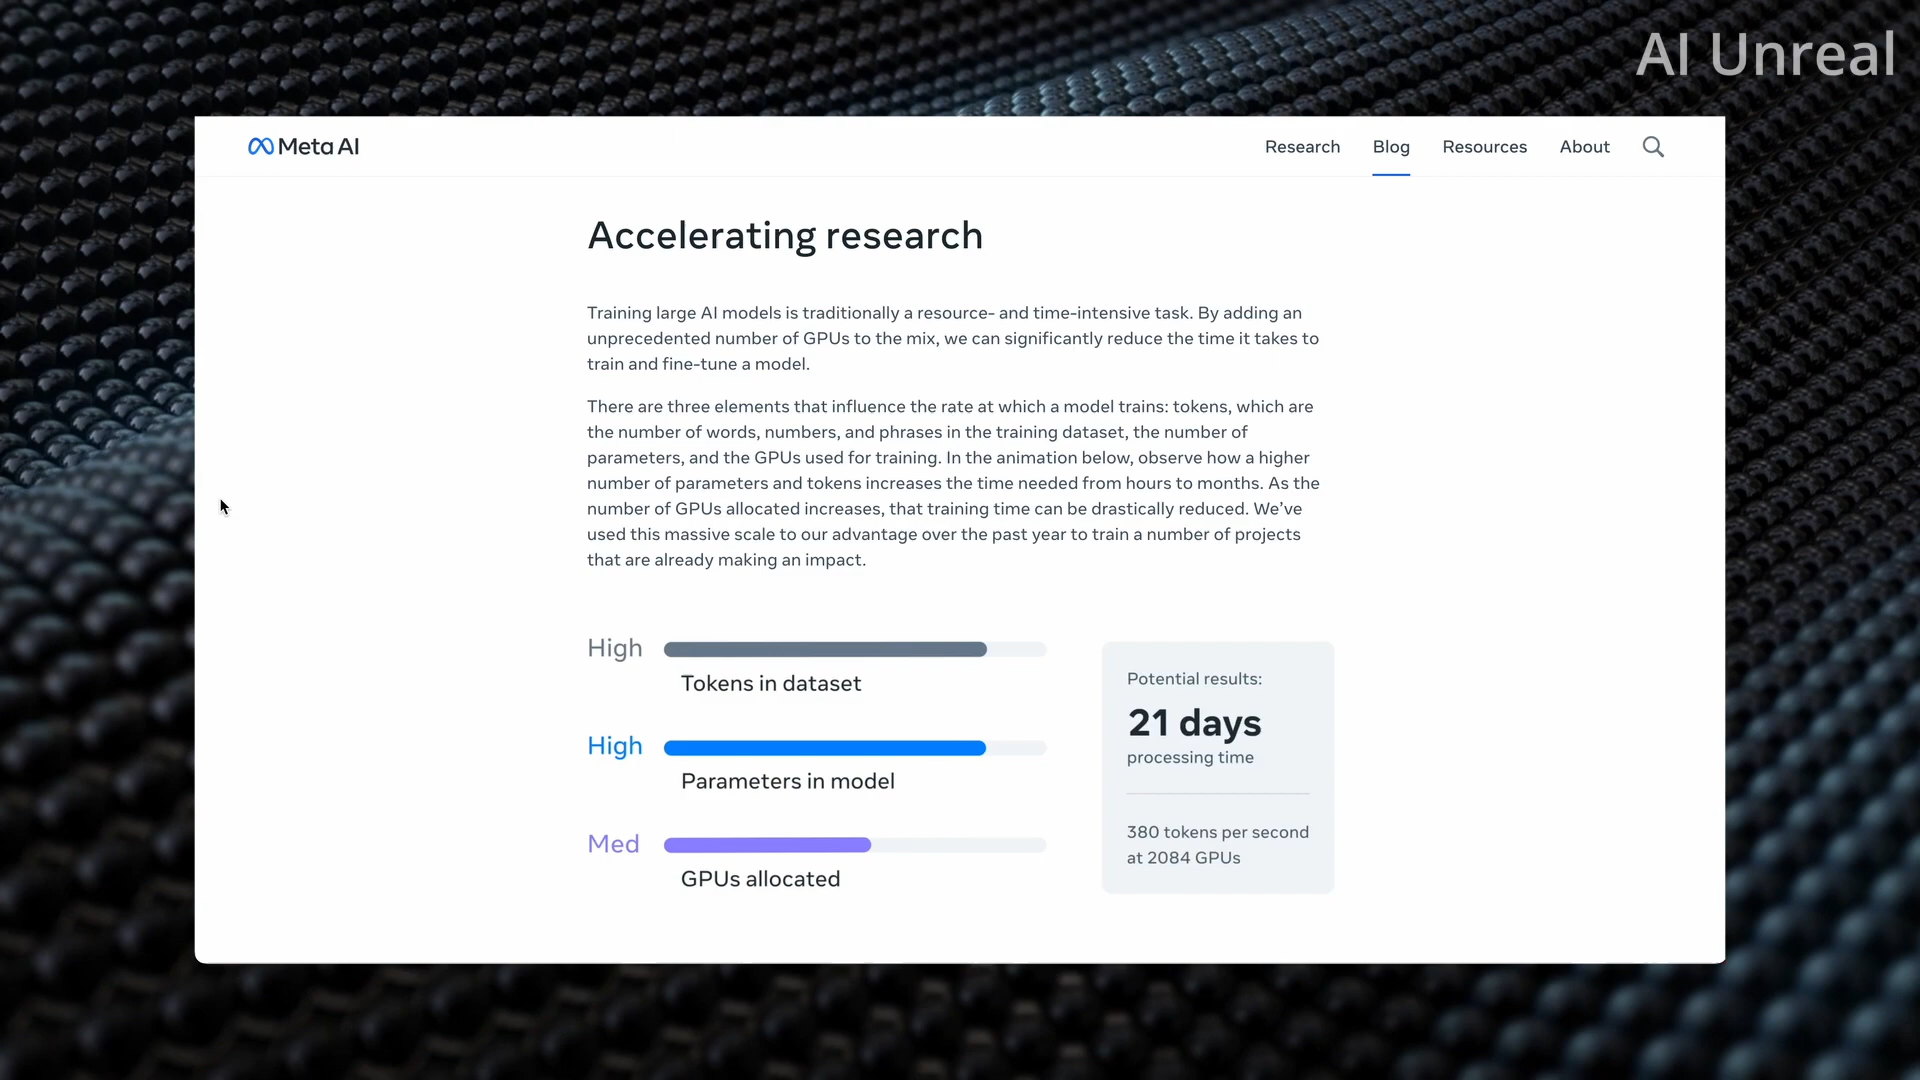 AI Unreal
Meta AI
Research
Blog
Resources
About
Accelerating research
Training large AI models is traditionally a resource- and time-intensive task. By adding an
unprecedented number of GPUs to the mix, we can significantly reduce the time it takes to
train and fine-tune a model.
There are three elements that influence the rate at which a model trains: tokens, which are
the number of words, numbers, and phrases in the training dataset, the number of
parameters, and the GPUs used for training. In the animation below, observe how a higher
number of parameters and tokens increases the time needed from hours to months. As the
number of GPUs allocated increases, that training time can be drastically reduced. We’ve
used this massive scale to our advantage over the past year to train a number of projects
that are already making an impact.
High
Tokens in dataset
High
Parameters in model
Med
GPUs allocated
Potential results:
21 days
processing time
380 tokens per second
at 2084 GPUs